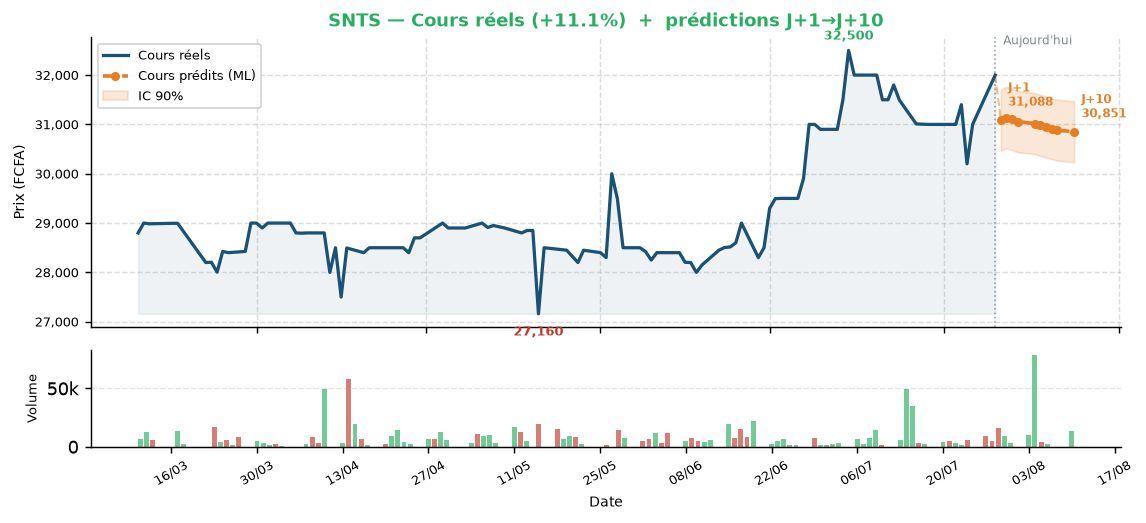 SNTS — Cours réels (+11.1%)  +  prédictions J+1→J+10
32,500
Aujourd'hui
Cours réels
Cours prédits (ML)
IC 90%
J+1
31,088
J+10
30,851
Prix (FCFA)
32,000
31,000
30,000
29,000
28,000
27,000
27,160
Volume
50k
0
16/03 30/03 13/04 27/04 11/05 25/05 08/06 22/06 06/07 20/07 03/08 17/08
Date